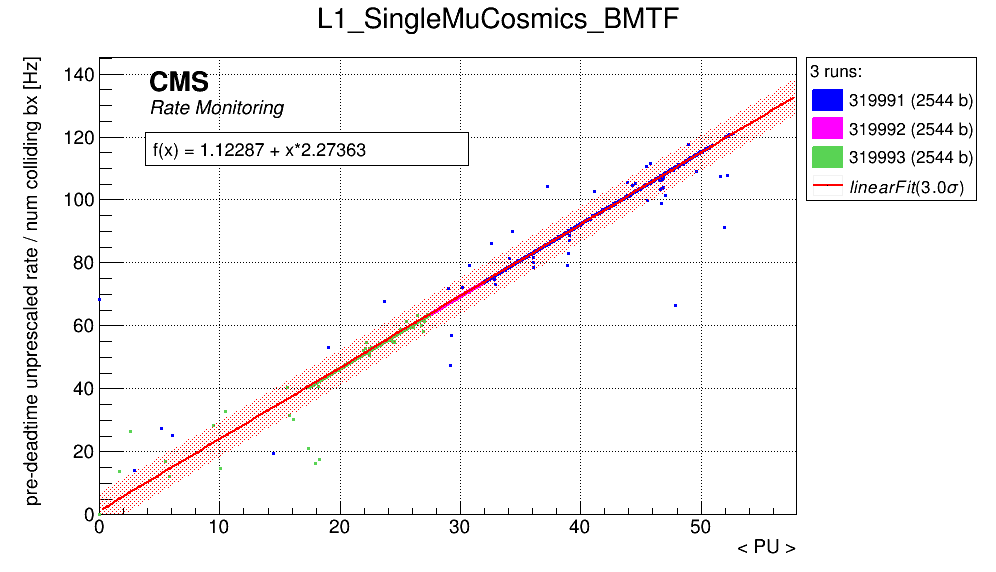 L1_SingleMuCosmics_BMTF
pre-deadtime unprescaled rate / num colliding bx [Hz]
140
120
100
80
60
40
20
0
CMS
Rate Monitoring
f(x) = 1.12287 + x*2.27363
0 10 20 30 40 50
< PU >
3 runs:
319991 (2544 b)
319992 (2544 b)
319993 (2544 b)
linearFit(3.0σ)